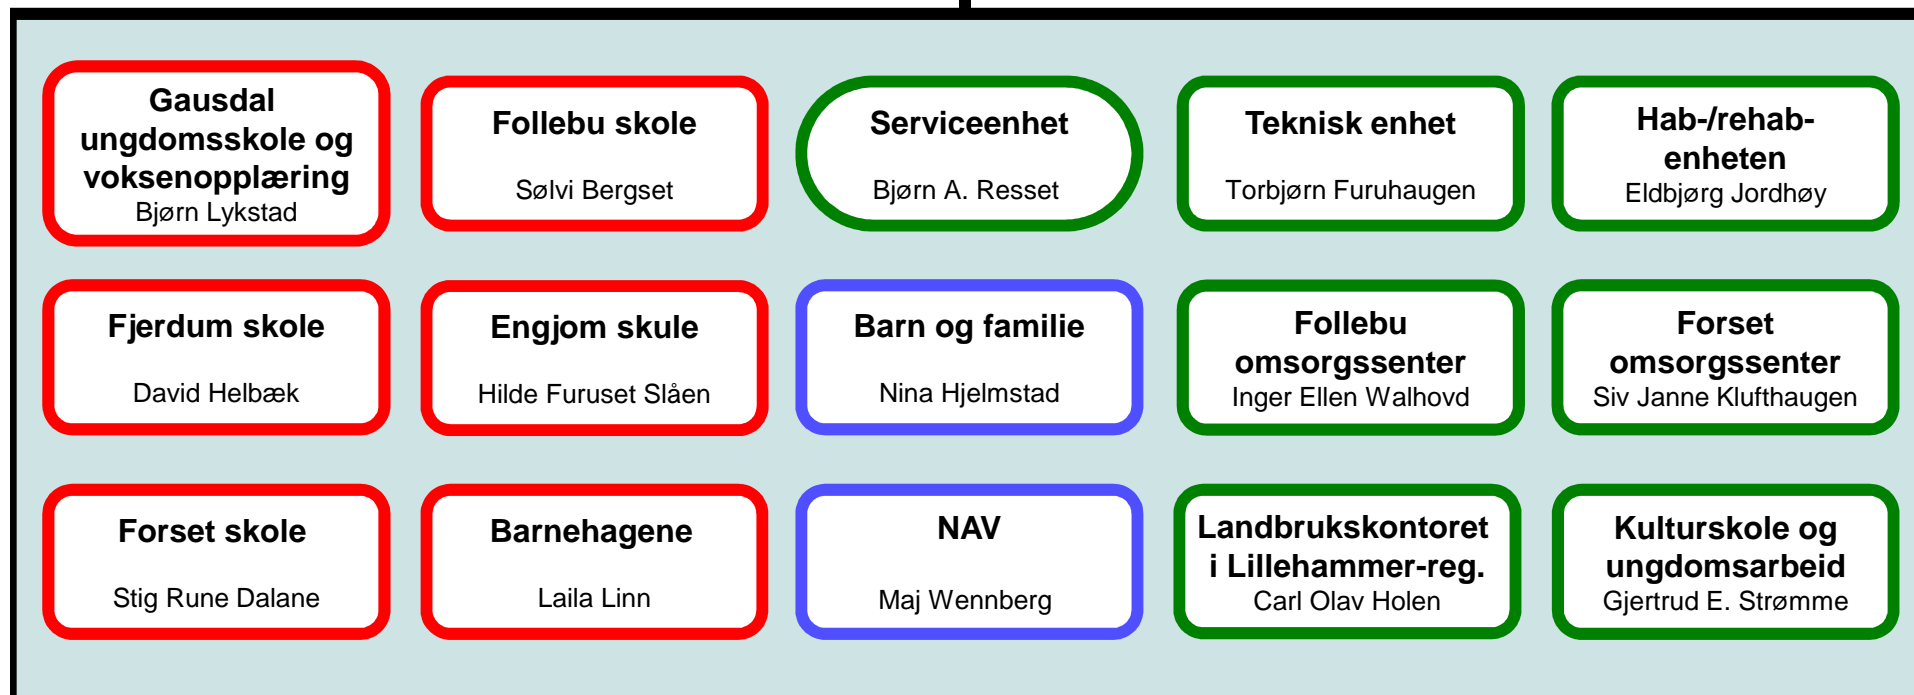 Gausdal
ungdomsskole og
voksenopplæring
Bjørn Lykstad
Follebu skole
Sølvi Bergset
Serviceenhet
Bjørn A. Resset
Teknisk enhet
Torbjørn Furuhaugen
Hab-/rehab-
enheten
Eldbjørg Jordhøy
Fjerdum skole
David Helbæk
Engjom skule
Hilde Furuset Slåen
Barn og familie
Nina Hjelmstad
Follebu
omsorgssenter
Inger Ellen Walhovd
Forset
omsorgssenter
Siv Janne Klufthaugen
Forset skole
Stig Rune Dalane
Barnehagene
Laila Linn
NAV
Maj Wennberg
Landbrukskontoret
i Lillehammer-reg.
Carl Olav Holen
Kulturskole og
ungdomsarbeid
Gjertrud E. Strømme